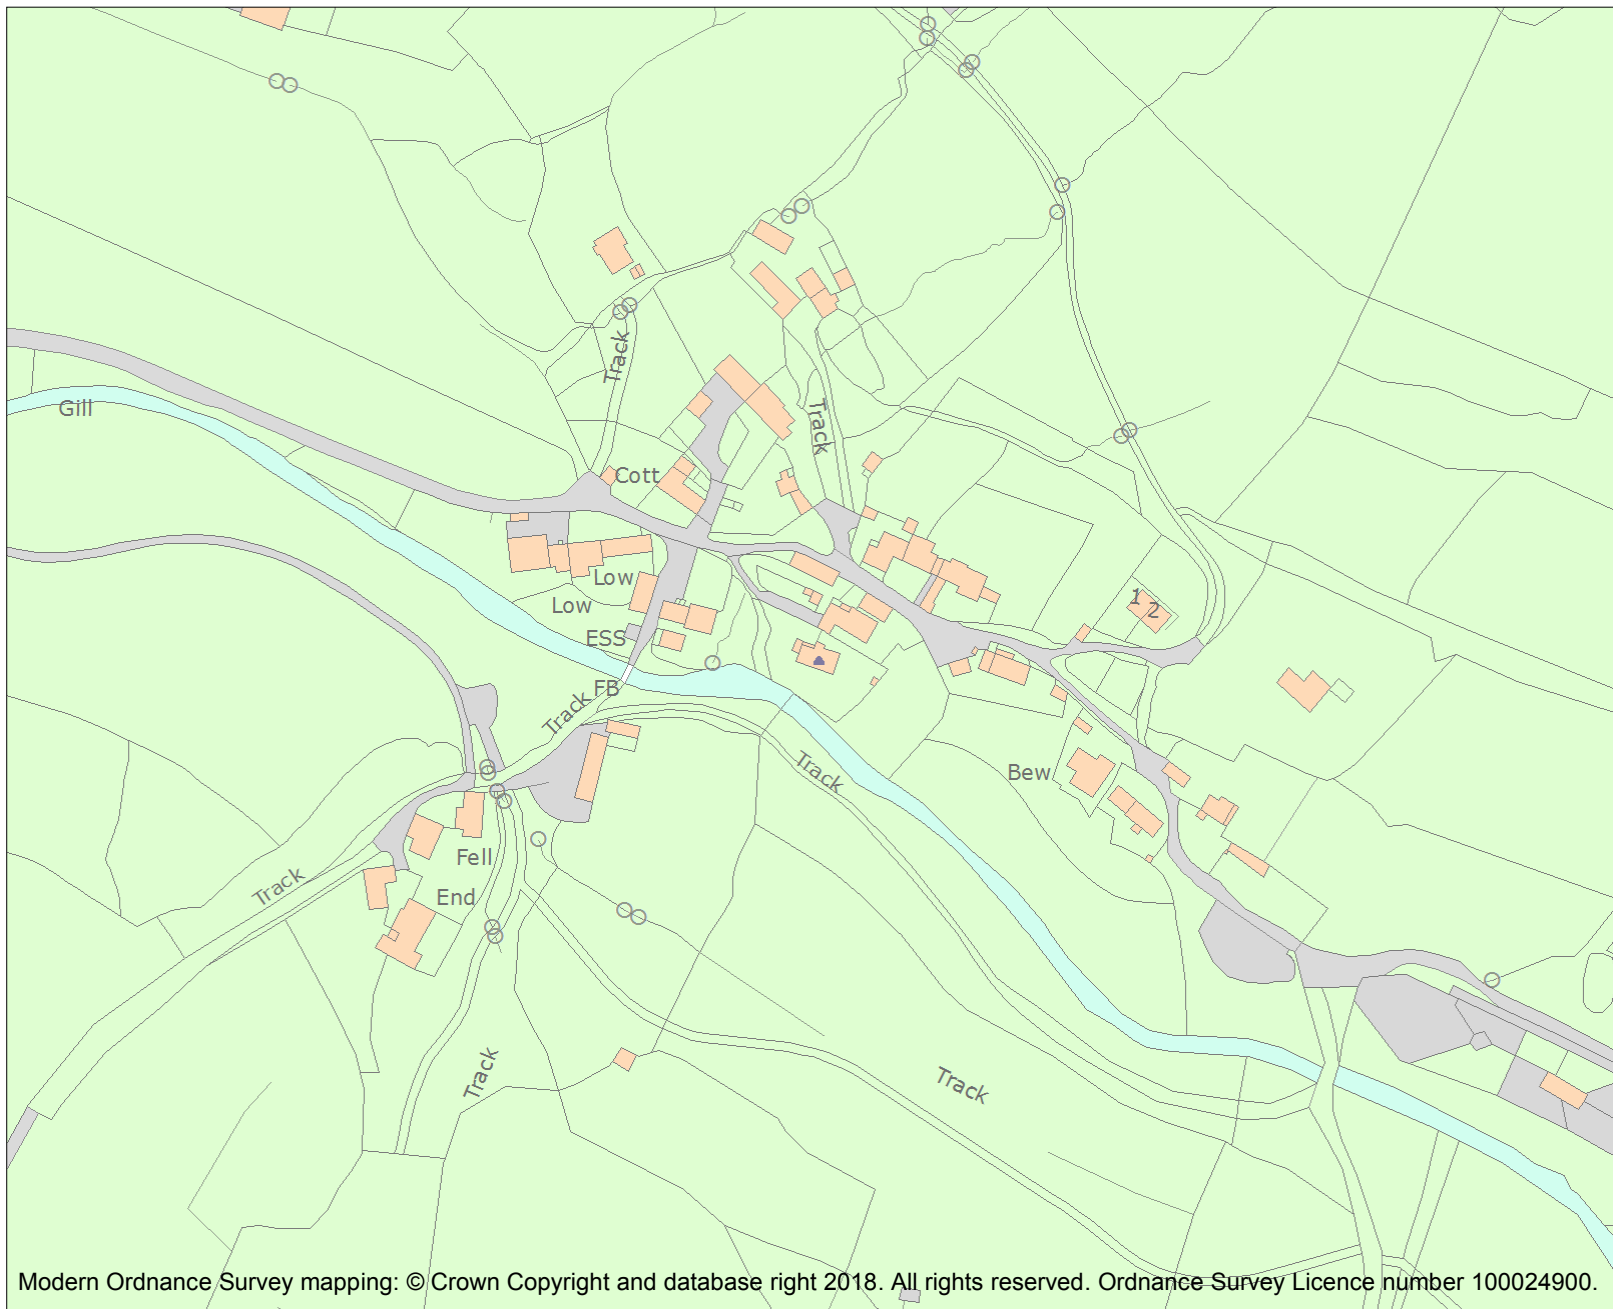 Track
Gill
Track
Cott
Low
Low
1
2
ESS
FB
Track
Track
Bew
Fell
Track
End
Track
Track
Modern Ordnance Survey mapping: © Crown Copyright and database right 2018. All rights reserved. Ordnance Survey Licence number 100024900.